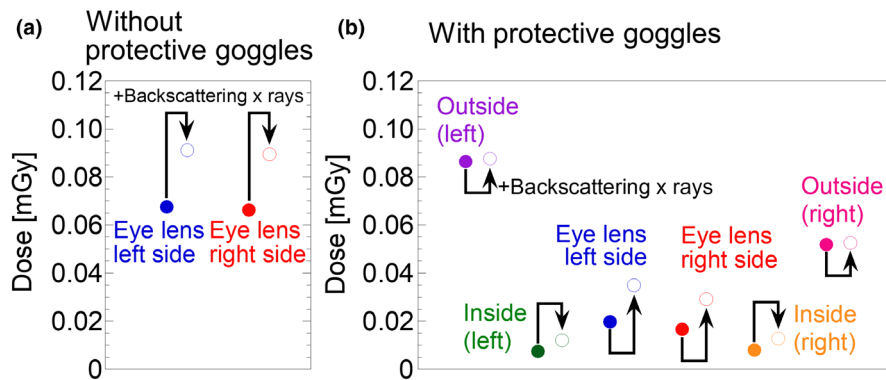 (a)
Without
protective goggles
Dose [mGy]
0.12
0.10
0.08
0.06
0.04
0.02
0
+Backscattering x rays
Eye lens
left side
Eye lens
right side
(b)
With protective goggles
Dose [mGy]
0.12
0.10
0.08
0.06
0.04
0.02
0
Outside
(left)
+Backscattering x rays
Inside
(left)
Eye lens
left side
Eye lens
right side
Outside
(right)
Inside
(right)